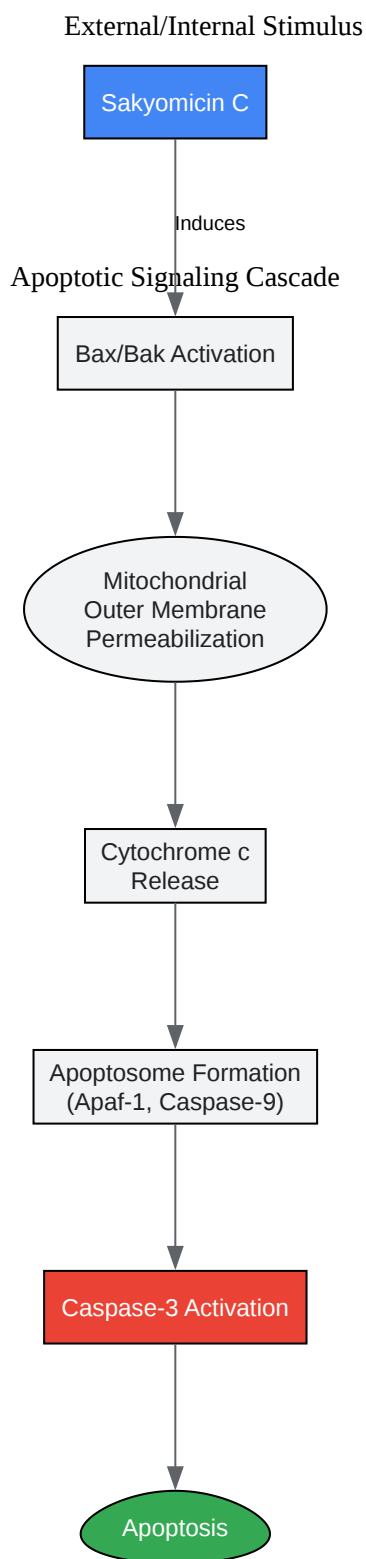 External/Internal Stimulus
Sakyomicin C
Induces
Apoptotic Signaling Cascade
Bax/Bak Activation
Mitochondrial
Outer Membrane
Permeabilization
Cytochrome c
Release
Apoptosome Formation
(Apaf-1, Caspase-9)
Caspase-3 Activation
Apoptosis